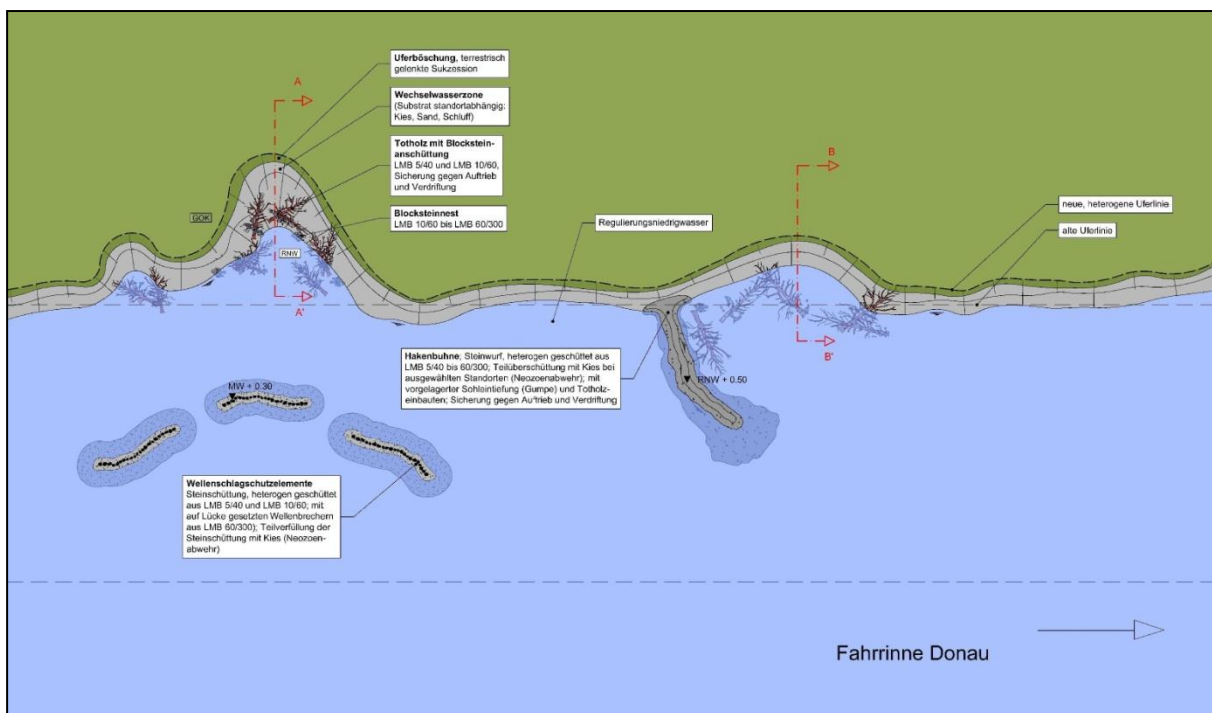 Uferböschung, terrestrisch
gelenkte Sukzession
A
Wechselwasserzone
(Substrat standortabhängig:
Kies, Sand, Schluff)
Totholz mit Blockstein-
anschüttung
LMB 5/40 und LMB 10/60,
Sicherung gegen Auftrieb
und Verdriftung
B
GOK
Blocksteinnest
LMB 10/60 bis LMB 60/300
Regulierungsniedrigwasser
neue, heterogene Uferlinie
alte Uferlinie
RNW
A'
B'
Hakenbuhne; Steinwurf, heterogen geschüttet aus
LMB 5/40 bis 60/300; Teilüberschüttung mit Kies bei
ausgewählten Standorten (Neozoenabwehr); mit
vorgelagerter Sohleintiefung (Gumpe) und Totholz-
einbauten; Sicherung gegen Auftrieb und Verdriftung
RNW + 0.50
MW + 0.30
Wellenschlagschutzelemente
Steinschüttung, heterogen geschüttet
aus LMB 5/40 und LMB 10/60; mit
auf Lücke gesetzten Wellenbrechern
aus LMB 60/300); Teilverfüllung der
Steinschüttung mit Kies (Neozoen-
abwehr)
Fahrrinne Donau